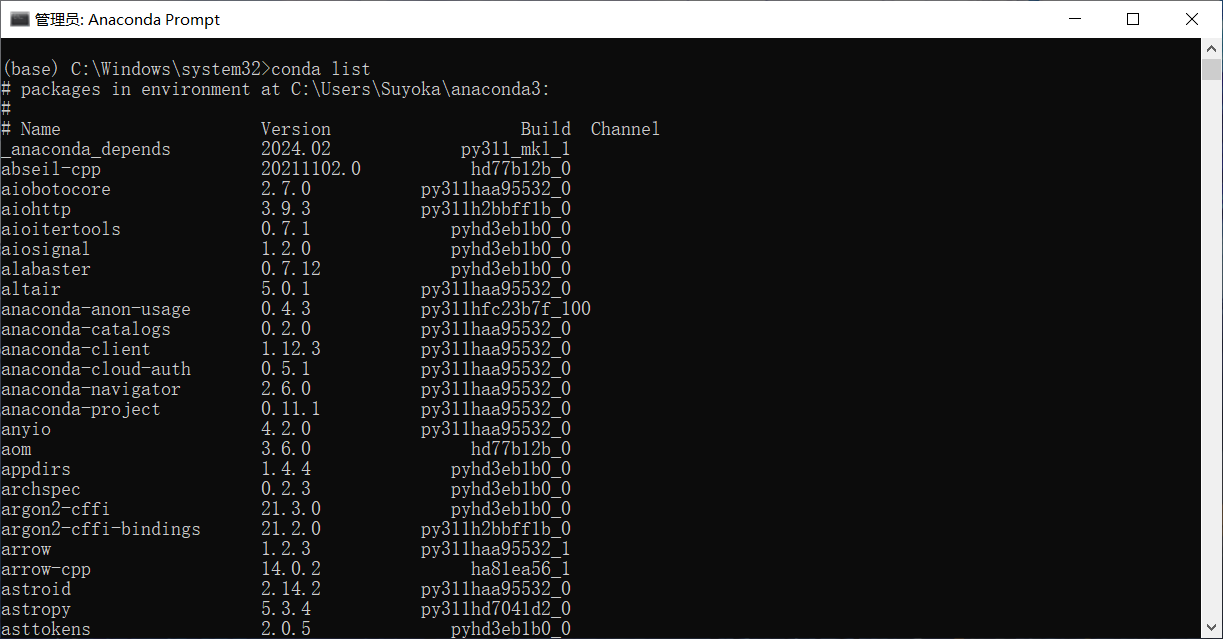 管理员: Anaconda Prompt
(base) C:\Windows\system32>conda list
# packages in environment at C:\Users\Suyoka\anaconda3:
#
# Name                    Version                   Build  Channel
_anaconda_depends         2024.02             py311_mkl_1
abseil-cpp                20211102.0           hd77b12b_0
aiobotocore               2.7.0           py311haa95532_0
aiohttp                   3.9.3           py311h2bbff1b_0
aioitertools              0.7.1              pyhd3eb1b0_0
aiosignal                 1.2.0              pyhd3eb1b0_0
alabaster                 0.7.12             pyhd3eb1b0_0
altair                    5.0.1           py311haa95532_0
anaconda-anon-usage       0.4.3           py311hfc23b7f_100
anaconda-catalogs         0.2.0           py311haa95532_0
anaconda-client           1.12.3          py311haa95532_0
anaconda-cloud-auth       0.5.1           py311haa95532_0
anaconda-navigator        2.6.0           py311haa95532_0
anaconda-project          0.11.1          py311haa95532_0
anyio                     4.2.0           py311haa95532_0
aom                       3.6.0                hd77b12b_0
appdirs                   1.4.4              pyhd3eb1b0_0
archspec                  0.2.3              pyhd3eb1b0_0
argon2-cffi               21.3.0             pyhd3eb1b0_0
argon2-cffi-bindings      21.2.0          py311h2bbff1b_0
arrow                     1.2.3           py311haa95532_1
arrow-cpp                 14.0.2               ha81ea56_1
astroid                   2.14.2          py311haa95532_0
astropy                   5.3.4           py311hd7041d2_0
asttokens                 2.0.5              pyhd3eb1b0_0